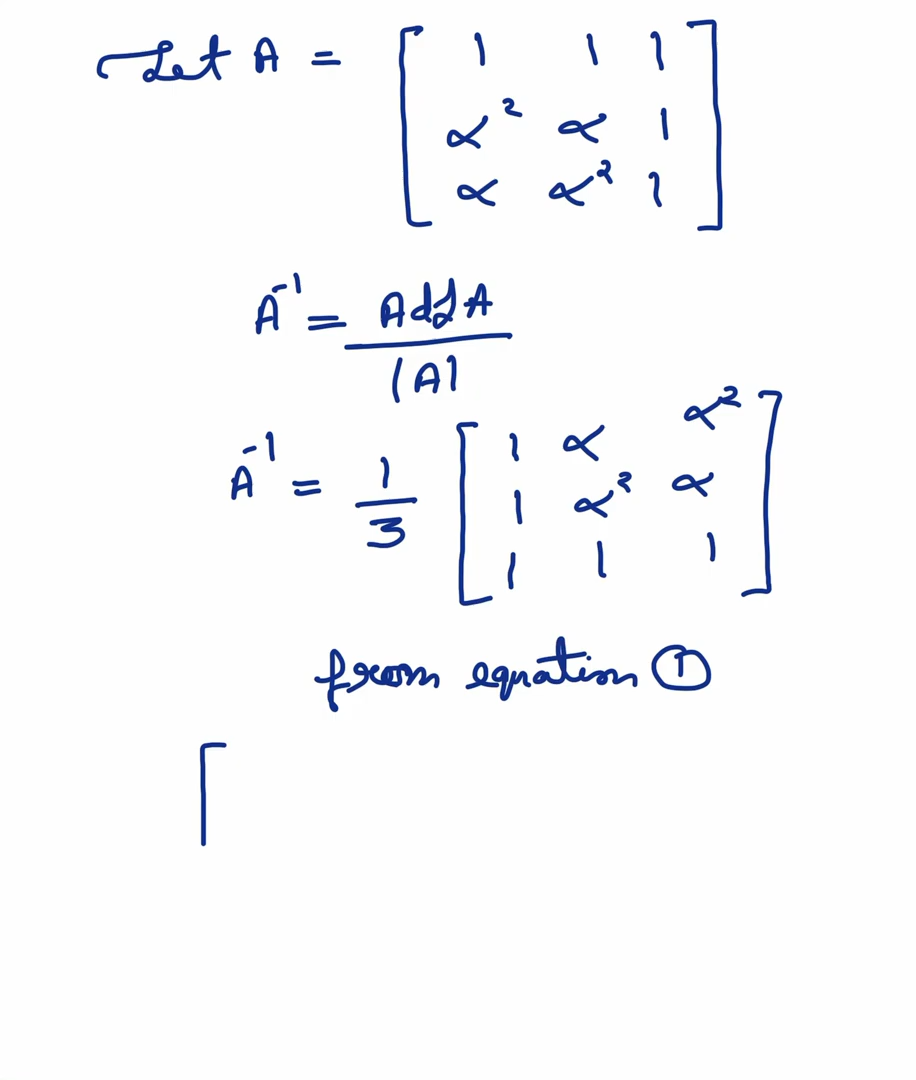 Let A = [ 1 1 1
α² α 1
α α² 1 ]
A⁻¹ = Adj A
|A|
A⁻¹ = 1/3 [ 1 α α²
1 α² α
1 1 1 ]
from equation ①
[